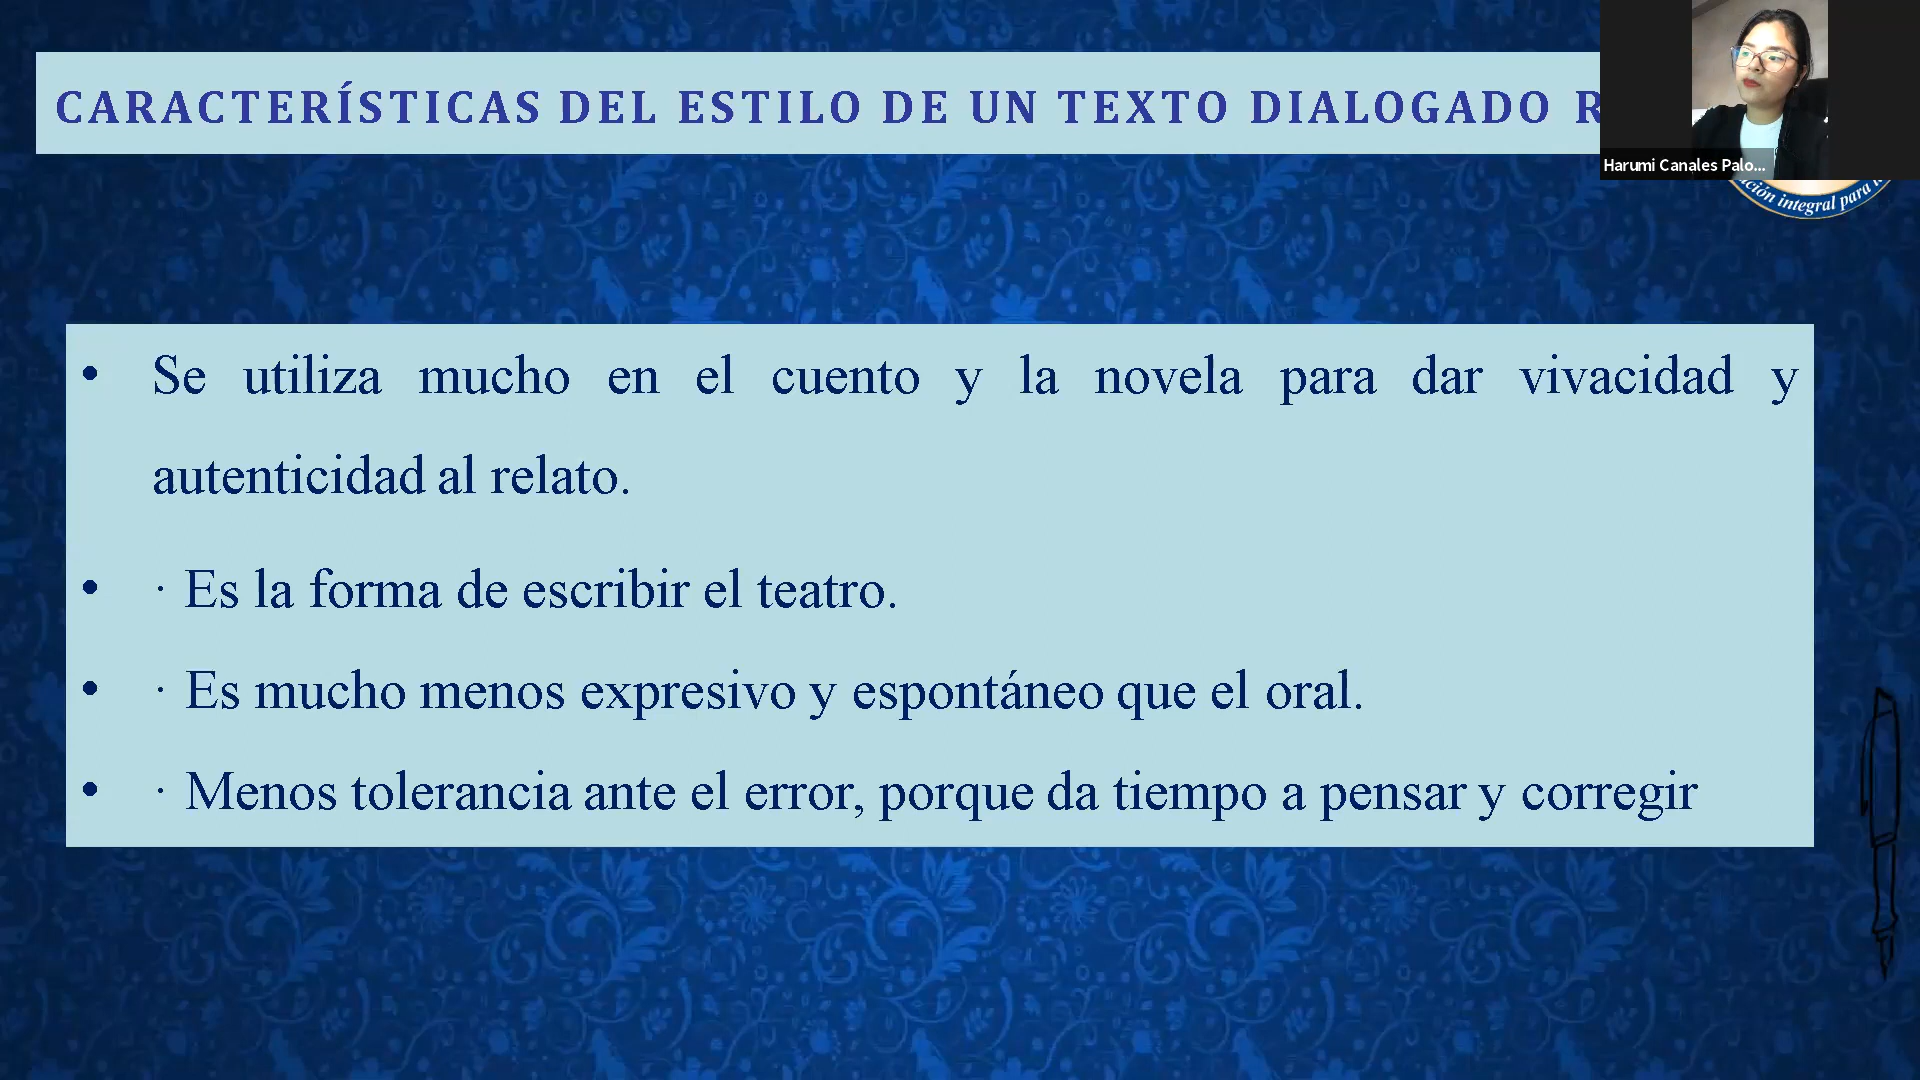 CARACTERÍSTICAS DEL ESTILO DE UN TEXTO DIALOGADO
Harumi Canales Palo...
integral para
• Se utiliza mucho en el cuento y la novela para dar vivacidad y
autenticidad al relato.
• · Es la forma de escribir el teatro.
• · Es mucho menos expresivo y espontáneo que el oral.
• · Menos tolerancia ante el error, porque da tiempo a pensar y corregir